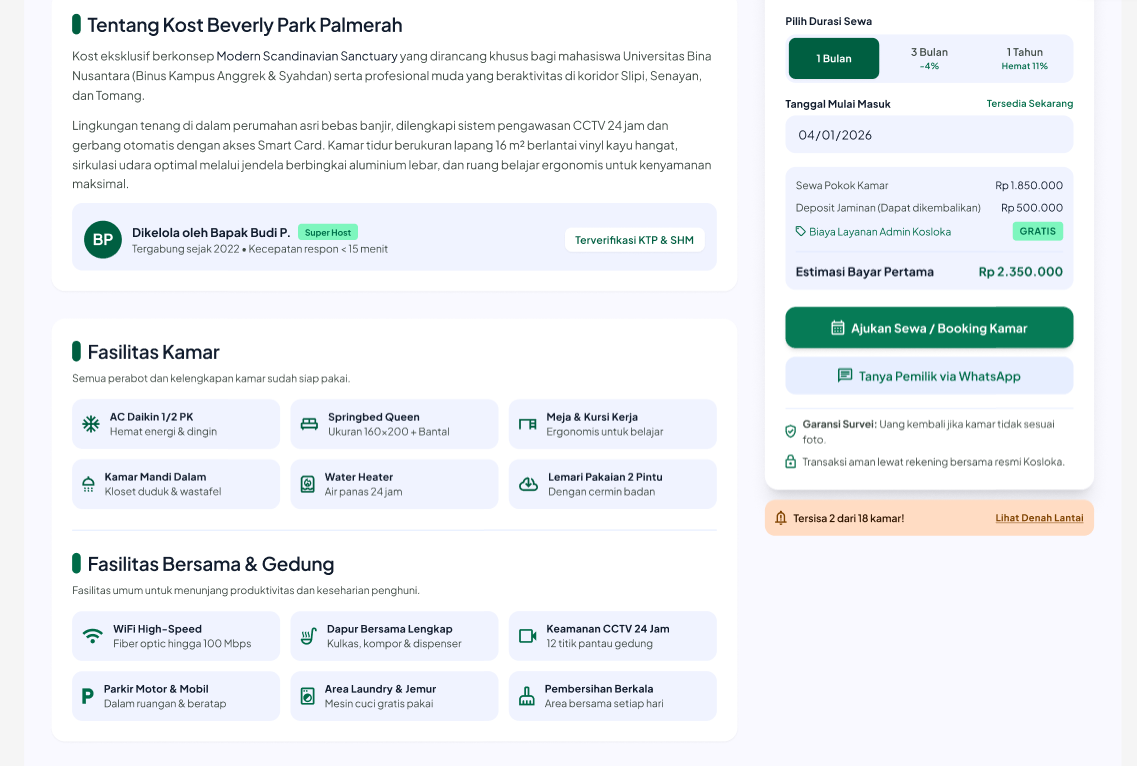 Tentang Kost Beverly Park Palmerah
Kost eksklusif berkonsep Modern Scandinavian Sanctuary yang dirancang khusus bagi mahasiswa Universitas Bina
Nusantara (Binus Kampus Anggrek & Syahdan) serta profesional muda yang beraktivitas di koridor Slipi, Senayan,
dan Tomang.
Lingkungan tenang di dalam perumahan asri bebas banjir, dilengkapi sistem pengawasan CCTV 24 jam dan
gerbang otomatis dengan akses Smart Card. Kamar tidur berukuran lapang 16 m² berlantai vinyl kayu hangat,
sirkulasi udara optimal melalui jendela berbingkai aluminium lebar, dan ruang belajar ergonomis untuk kenyamanan
maksimal.
BP
Dikelola oleh Bapak Budi P. Super Host
Tergabung sejak 2022 • Kecepatan respon < 15 menit
Terverifikasi KTP & SHM
Fasilitas Kamar
Semua perabot dan kelengkapan kamar sudah siap pakai.
AC Daikin 1/2 PK
Hemat energi & dingin
Springbed Queen
Ukuran 160x200 + Bantal
Meja & Kursi Kerja
Ergonomis untuk belajar
Kamar Mandi Dalam
Kloset duduk & wastafel
Water Heater
Air panas 24 jam
Lemari Pakaian 2 Pintu
Dengan cermin badan
Fasilitas Bersama & Gedung
Fasilitas umum untuk menunjang produktivitas dan keseharian penghuni.
WiFi High-Speed
Fiber optic hingga 100 Mbps
Dapur Bersama Lengkap
Kulkas, kompor & dispenser
Keamanan CCTV 24 Jam
12 titik pantau gedung
P
Parkir Motor & Mobil
Dalam ruangan & beratap
Area Laundry & Jemur
Mesin cuci gratis pakai
Pembersihan Berkala
Area bersama setiap hari
Pilih Durasi Sewa
1 Bulan
3 Bulan
-4%
1 Tahun
Hemat 11%
Tanggal Mulai Masuk Tersedia Sekarang
04/01/2026
Sewa Pokok Kamar Rp 1.850.000
Deposit Jaminan (Dapat dikembalikan) Rp 500.000
Biaya Layanan Admin Kosloka GRATIS
Estimasi Bayar Pertama Rp 2.350.000
Ajukan Sewa / Booking Kamar
Tanya Pemilik via WhatsApp
Garansi Survei: Uang kembali jika kamar tidak sesuai
foto.
Transaksi aman lewat rekening bersama resmi Kosloka.
Tersisa 2 dari 18 kamar! Lihat Denah Lantai